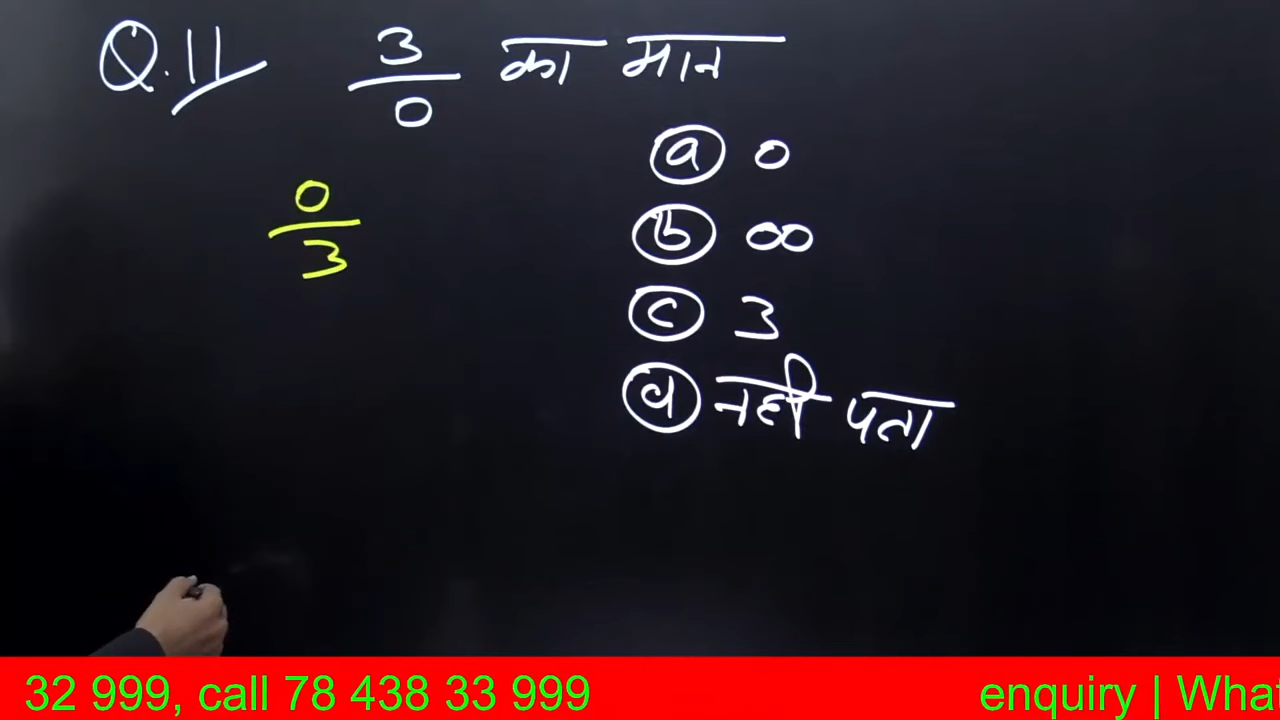 Q.11 3/0 का मान
(a) 0
0/3
(b) ∞
(c) 3
(d) नही पता
32 999, call 78 438 33 999 enquiry | What